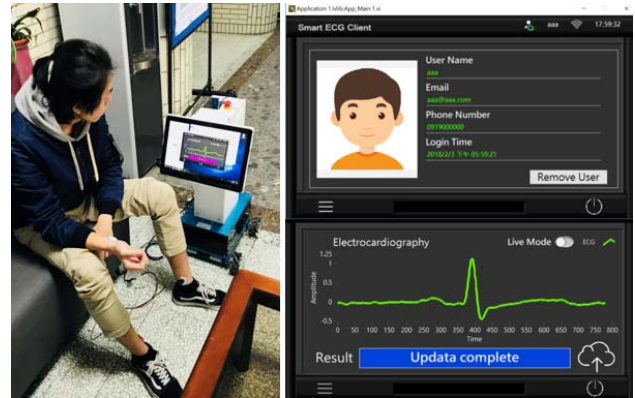 Application 1.lvlib:App_Main 1.vi
Smart ECG Client
aaa
17:59:32
User Name
aaa
Email
aaa@aaa.com
Phone Number
0919000000
Login Time
2018/2/3 下午 05:59:21
Remove User
Electrocardiography
Live Mode
ECG
1.25
1
0.5
0
-0.5
Amplitude
0 50 100 150 200 250 300 350 400 450 500 550 600 650 700 750 800
Time
Result
Updata complete